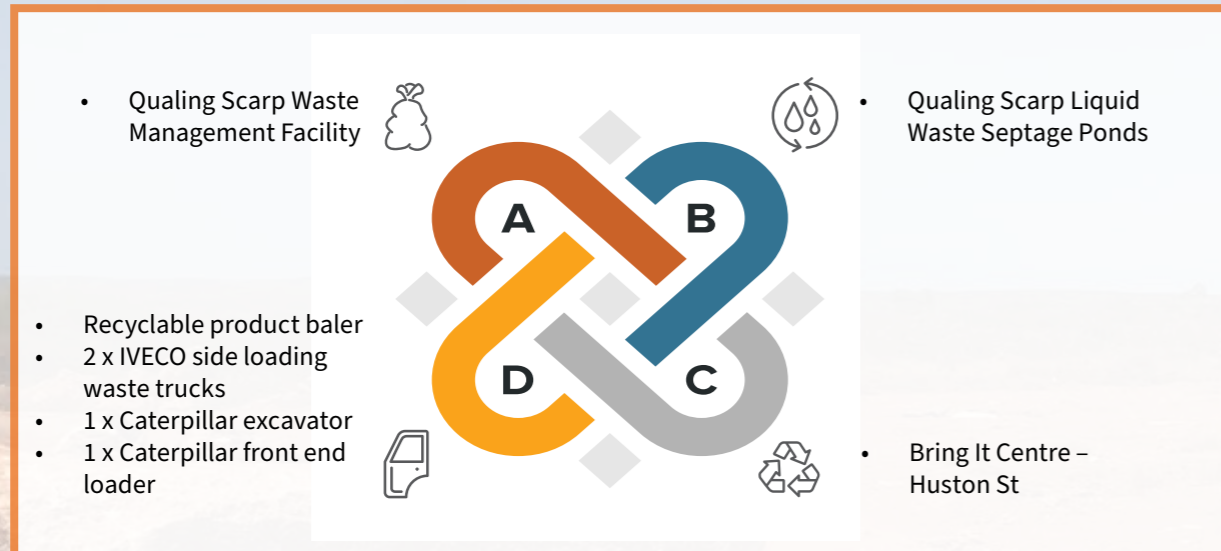 • Qualing Scarp Waste
Management Facility
• Qualing Scarp Liquid
Waste Septage Ponds
A
B
• Recyclable product baler
• 2 x IVECO side loading
waste trucks
• 1 x Caterpillar excavator
• 1 x Caterpillar front end
loader
D
C
• Bring It Centre –
Huston St